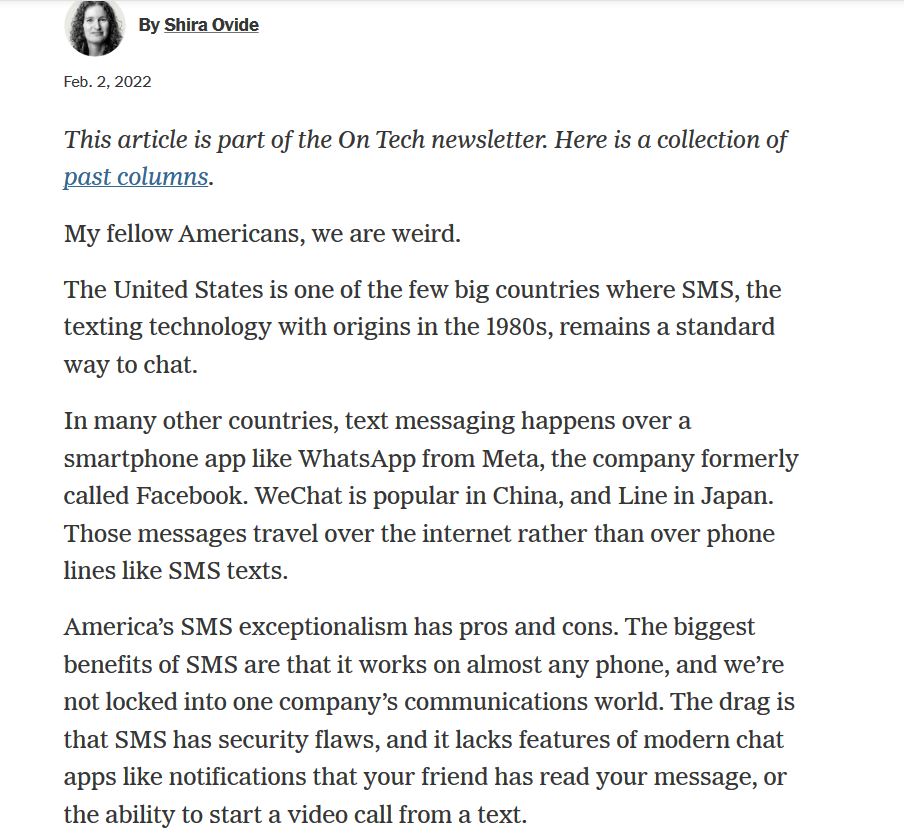 By Shira Ovide
Feb. 2, 2022
This article is part of the On Tech newsletter. Here is a collection of
past columns.
My fellow Americans, we are weird.
The United States is one of the few big countries where SMS, the
texting technology with origins in the 1980s, remains a standard
way to chat.
In many other countries, text messaging happens over a
smartphone app like WhatsApp from Meta, the company formerly
called Facebook. WeChat is popular in China, and Line in Japan.
Those messages travel over the internet rather than over phone
lines like SMS texts.
America’s SMS exceptionalism has pros and cons. The biggest
benefits of SMS are that it works on almost any phone, and we’re
not locked into one company’s communications world. The drag is
that SMS has security flaws, and it lacks features of modern chat
apps like notifications that your friend has read your message, or
the ability to start a video call from a text.